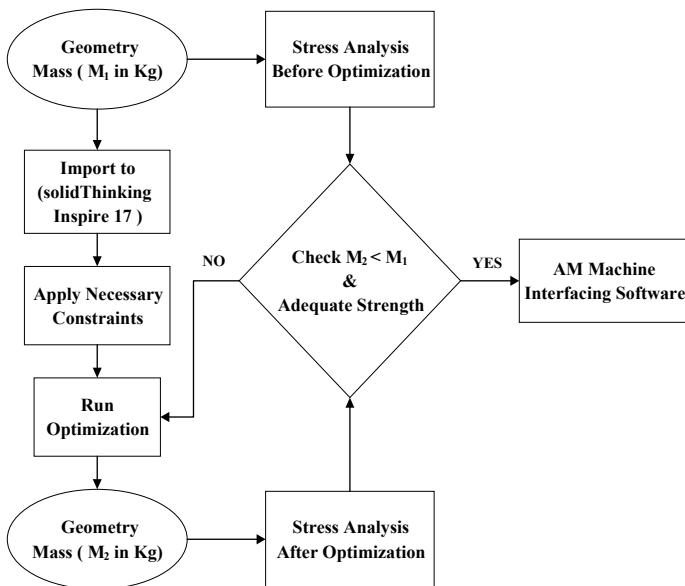 Geometry
Mass ( M₁ in Kg)
Stress Analysis
Before Optimization
Import to
(solidThinking
Inspire 17 )
Apply Necessary
Constraints
NO
Check M₂ < M₁
&
Adequate Strength
YES
AM Machine
Interfacing Software
Run
Optimization
Geometry
Mass ( M₂ in Kg)
Stress Analysis
After Optimization